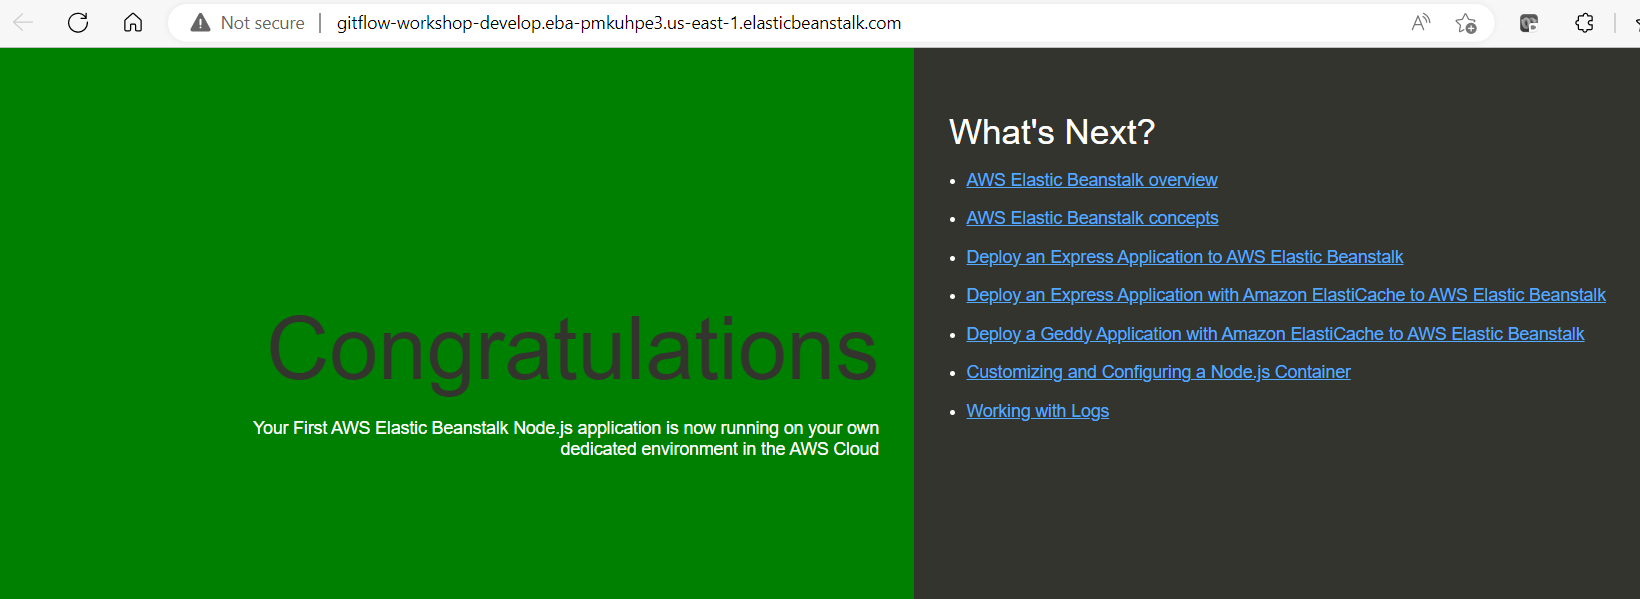 Not secure
gitflow-workshop-develop.eba-pmkuhpe3.us-east-1.elasticbeanstalk.com
Congratulations
Your First AWS Elastic Beanstalk Node.js application is now running on your own
dedicated environment in the AWS Cloud
What's Next?
AWS Elastic Beanstalk overview
AWS Elastic Beanstalk concepts
Deploy an Express Application to AWS Elastic Beanstalk
Deploy an Express Application with Amazon ElastiCache to AWS Elastic Beanstalk
Deploy a Geddy Application with Amazon ElastiCache to AWS Elastic Beanstalk
Customizing and Configuring a Node.js Container
Working with Logs